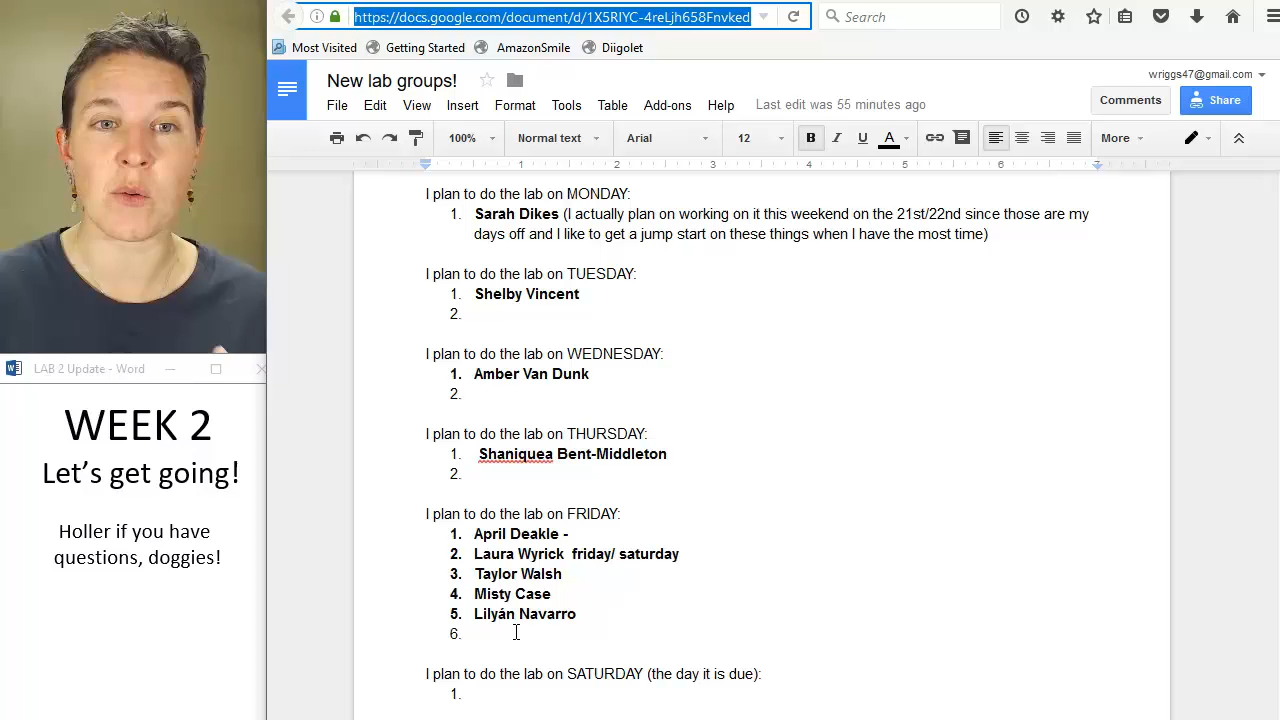 https://docs.google.com/document/d/1X5RlYC-4reLjh658Fnvked
Search
Most Visited Getting Started AmazonSmile Diigolet
New lab groups!
wriggs47@gmail.com
File Edit View Insert Format Tools Table Add-ons Help Last edit was 55 minutes ago
Comments Share
100% Normal text Arial 12 B I U A More
1 2 3 4 5 6 7
I plan to do the lab on MONDAY:
1. Sarah Dikes (I actually plan on working on it this weekend on the 21st/22nd since those are my
days off and I like to get a jump start on these things when I have the most time)
I plan to do the lab on TUESDAY:
1. Shelby Vincent
2.
I plan to do the lab on WEDNESDAY:
1. Amber Van Dunk
2.
I plan to do the lab on THURSDAY:
1. Shaniquea Bent-Middleton
2.
I plan to do the lab on FRIDAY:
1. April Deakle -
2. Laura Wyrick friday/ saturday
3. Taylor Walsh
4. Misty Case
5. Lilyán Navarro
6.
I plan to do the lab on SATURDAY (the day it is due):
1.
LAB 2 Update - Word
WEEK 2
Let's get going!
Holler if you have
questions, doggies!